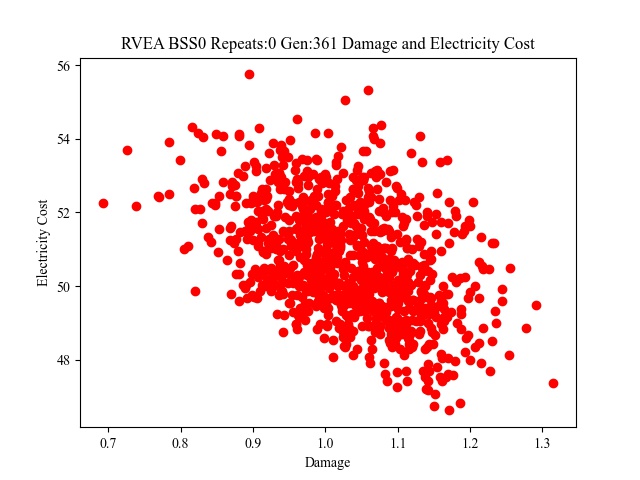 RVEA BSS0 Repeats:0 Gen:361 Damage and Electricity Cost
56
54
52
50
48
Electricity Cost
0.7 0.8 0.9 1.0 1.1 1.2 1.3
Damage